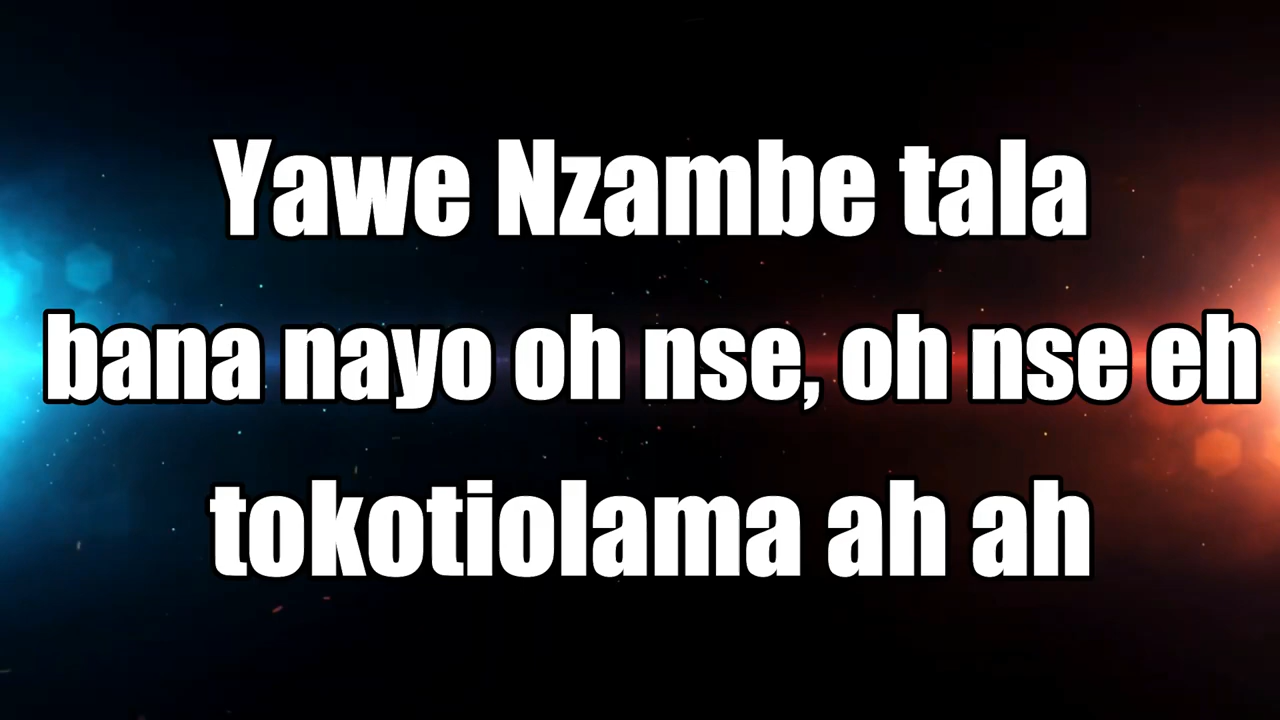 Yawe Nzambe tala
bana nayo oh nse, oh nse eh
tokotiolama ah ah